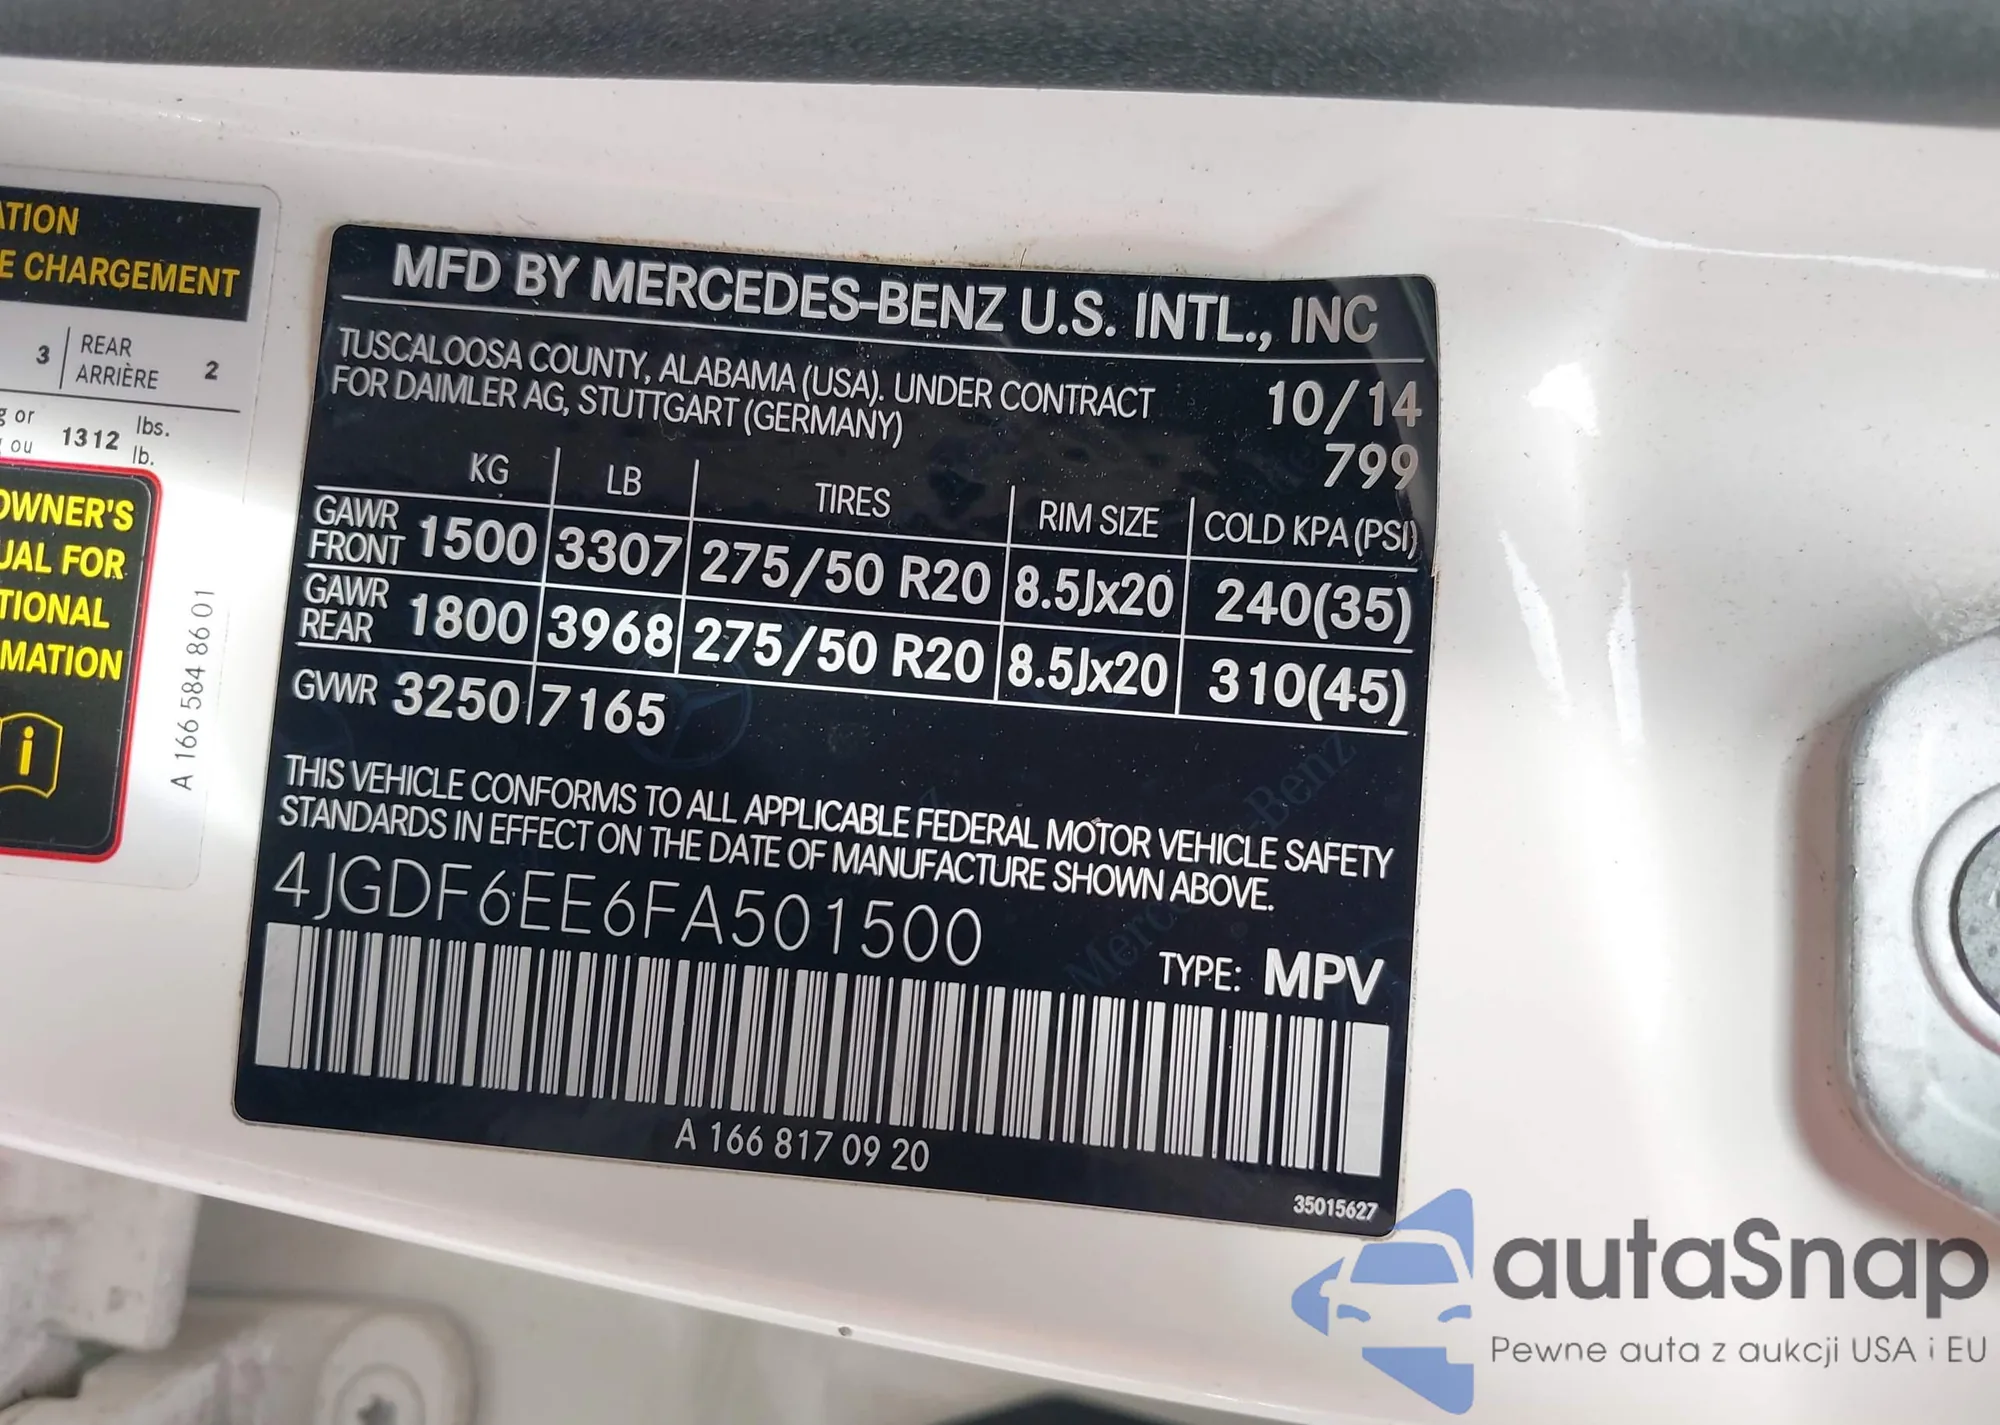 ATION
E CHARGEMENT
3 REAR 2
ARRIÈRE
g or 1312 lbs.
ou lb.
OWNER'S
UAL FOR
TIONAL
MATION
i
A 166 584 86 01
MFD BY MERCEDES-BENZ U.S. INTL., INC
TUSCALOOSA COUNTY, ALABAMA (USA). UNDER CONTRACT 10/14
FOR DAIMLER AG, STUTTGART (GERMANY) 799
KG LB TIRES RIM SIZE COLD KPA (PSI)
GAWR FRONT 1500 3307 275/50 R20 8.5Jx20 240(35)
GAWR REAR 1800 3968 275/50 R20 8.5Jx20 310(45)
GVWR 3250 7165
THIS VEHICLE CONFORMS TO ALL APPLICABLE FEDERAL MOTOR VEHICLE SAFETY
STANDARDS IN EFFECT ON THE DATE OF MANUFACTURE SHOWN ABOVE.
4JGDF6EE6FA501500
TYPE: MPV
A 166 817 09 20
35015627
Mercedes-Benz
autaSnap
Pewne auta z aukcji USA i EU